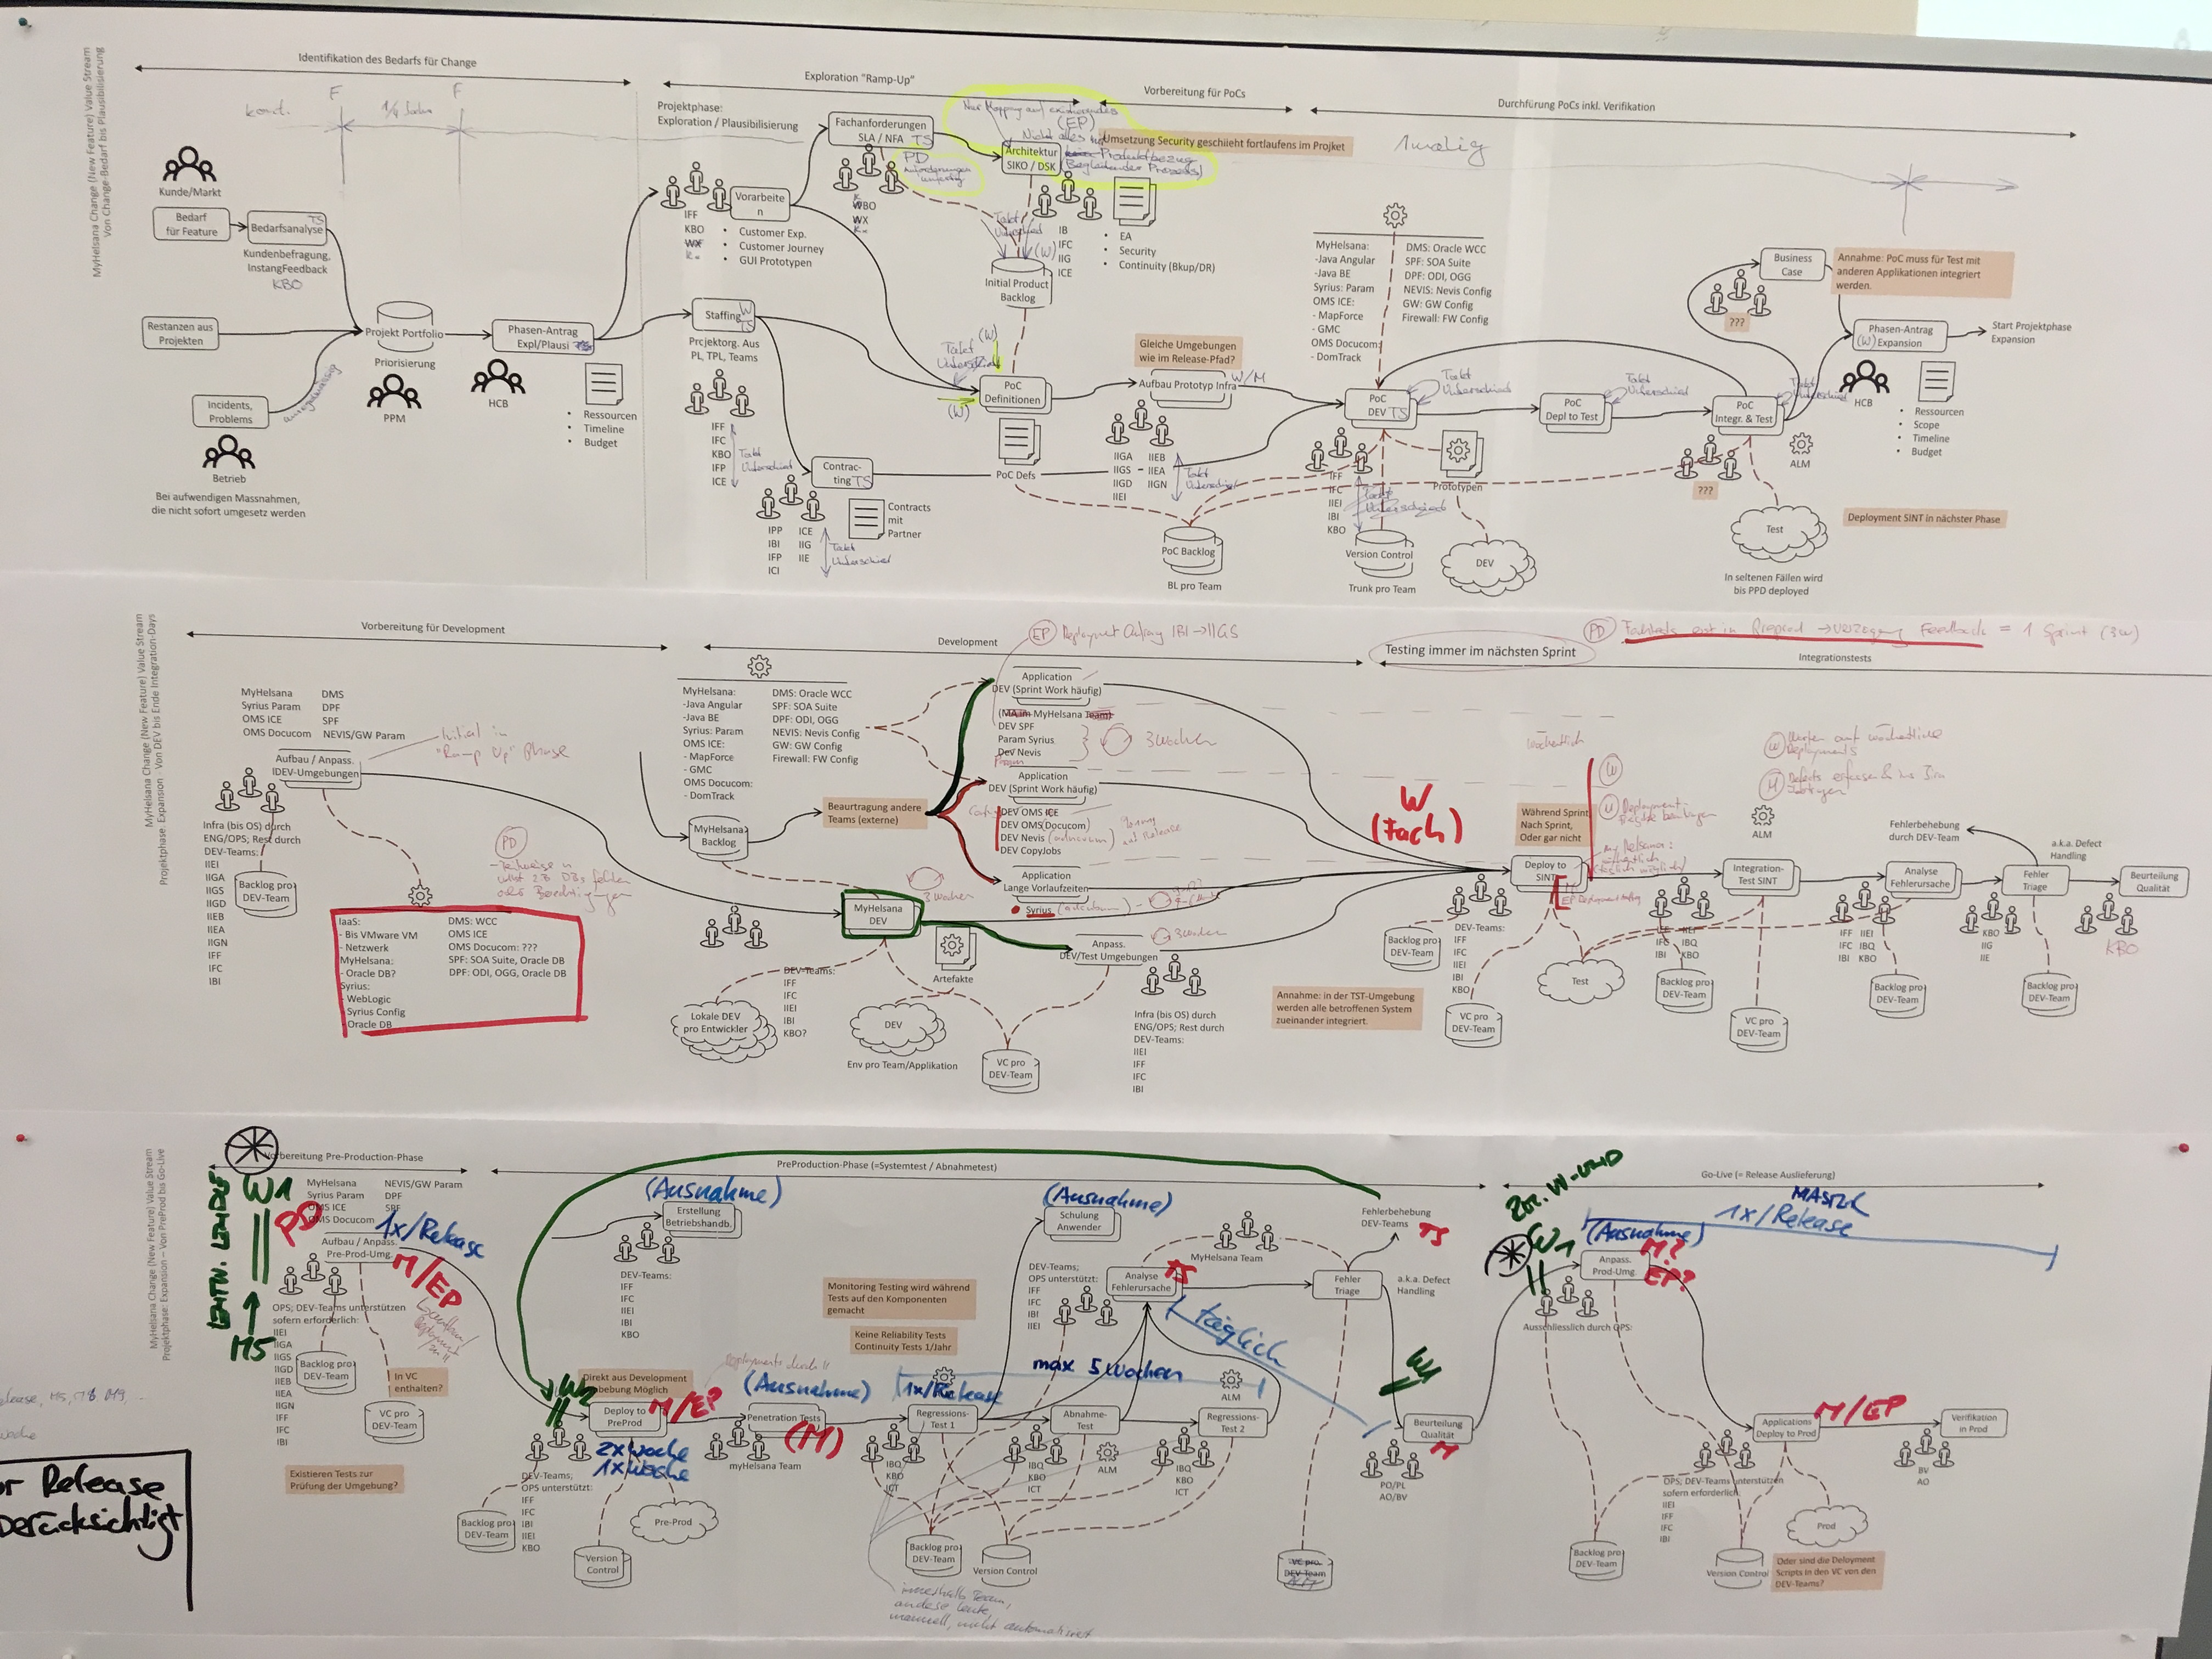 MyHelsana Change (New Feature) Value Stream
Von Change-Bedarf bis Plausibilisierung
Identifikation des Bedarfs für Change
Exploration "Ramp-Up"
Vorbereitung für PoCs
Durchfürung PoCs inkl. Verifikation
kont.
F
1/4 Jahr
F
1malig
Kunde/Markt
Bedarf
für Feature
Bedarfsanalyse
TS
Kundenbefragung,
InstangFeedback
KBO
Restanzen aus
Projekten
Incidents,
Problems
Betrieb
Bei aufwendigen Massnahmen,
die nicht sofort umgesetz werden
Projekt Portfolio
Priorisierung
PPM
Phasen-Antrag
Expl/Plausi
HCB
• Ressourcen
• Timeline
• Budget
Projektphase:
Exploration / Plausibilisierung
Vorarbeite
n
IFF
KBO
• Customer Exp.
• Customer Journey
• GUI Prototypen
Fachanforderungen
SLA / NFA TS
PD
Nur Mapping auf existierendes
(EP)
Architektur
SIKO / DSK
Produktbezug
Begleitender Prozess)
Umsetzung Security geschiieht fortlaufens im Projket
IB
IFC
IIG
ICE
• EA
• Security
• Continuity (Bkup/DR)
Takt
Unterschied
(W)
Initial Product
Backlog
Staffing
W
TS
Projektorg. Aus
PL, TPL, Teams
IFF
IFC
KBO
IFP
ICE
Takt
Unterschied
Contrac-
ting TS
IPP ICE
IBI IIG
IFP IIE
ICI
Takt
Unterschied
Contracts
mit
Partner
Takt (W)
Unterschied
(W)
PoC
Definitionen
PoC Defs
Gleiche Umgebungen
wie im Release-Pfad?
Aufbau Prototyp Infra
W/M
IIGA IIEB
IIGS IIEA
IIGD IIGN
IIEI
Takt
Unterschied
PoC Backlog
BL pro Team
MyHelsana: DMS: Oracle WCC
-Java Angular SPF: SOA Suite
-Java BE DPF: ODI, OGG
Syrius: Param NEVIS: Nevis Config
OMS ICE: GW: GW Config
- MapForce Firewall: FW Config
- GMC
OMS Docucom:
- DomTrack
PoC
DEV TS
Takt
Unterschied
IFF
IFC
IIEI
IBI
KBO
Takt
Unterschied
Prototypen
Version Control
Trunk pro Team
DEV
PoC
Depl to Test
Takt
Unterschied
PoC
Integr. & Test
Takt
Unterschied
???
ALM
Test
In seltenen Fällen wird
bis PPD deployed
Deployment SINT in nächster Phase
Business
Case
???
Annahme: PoC muss für Test mit
anderen Applikationen integriert
werden.
Phasen-Antrag
(W) Expansion
Start Projektphase
Expansion
HCB
• Ressourcen
• Scope
• Timeline
• Budget
MyHelsana Change (New Feature) Value Stream
Projektphase: Expansion - Von DEV bis Ende Integration-Days
Vorbereitung für Development
Development
EP Deployment Antrag IBI → IIGS
Testing immer im nächsten Sprint
PD Fachtests erst in Preprod → Verzögerung Feedback = 1 Sprint (3W)
Integrationstests
MyHelsana DMS
Syrius Param DPF
OMS ICE SPF
OMS Docucom NEVIS/GW Param
Initial in
"Ramp Up" Phase
Aufbau / Anpass.
IDEV-Umgebungen
Infra (bis OS) durch
ENG/OPS; Rest durch
DEV-Teams:
IIEI
IIGA
IIGS
IIGD
IIEB
IIEA
IIGN
IFF
IFC
IBI
Backlog pro
DEV-Team
PD
IaaS: DMS: WCC
- Bis VMware VM OMS ICE
- Netzwerk OMS Docucom: ???
MyHelsana: SPF: SOA Suite, Oracle DB
- Oracle DB? DPF: ODI, OGG, Oracle DB
Syrius:
- WebLogic
- Syrius Config
- Oracle DB
MyHelsana: DMS: Oracle WCC
-Java Angular SPF: SOA Suite
-Java BE DPF: ODI, OGG
Syrius: Param NEVIS: Nevis Config
OMS ICE: GW: GW Config
- MapForce Firewall: FW Config
- GMC
OMS Docucom:
- DomTrack
MyHelsana
Backlog
Beaurtragung andere
Teams (externe)
Application
DEV (Sprint Work häufig)
(MA im MyHelsana Team)
DEV SPF
Param Syrius
Dev Nevis
3 Wochen
Application
DEV (Sprint Work häufig)
DEV OMS ICE
DEV OMS (Docucom)
DEV Nevis
DEV CopyJobs
Application
Lange Vorlaufzeiten
Syrius
3 Wochen
MyHelsana
DEV
Artefakte
3 Wochen
Anpass.
DEV/Test Umgebungen
DEV-Teams:
IFF
IFC
IIEI
IBI
KBO?
Lokale DEV
pro Entwickler
DEV
Env pro Team/Applikation
VC pro
DEV-Team
Infra (bis OS) durch
ENG/OPS; Rest durch
DEV-Teams:
IIEI
IFF
IFC
IBI
W
(Fach)
wöchentlich
Während Sprint,
Nach Sprint,
Oder gar nicht
Deploy to
SINT
W
Annahme: in der TST-Umgebung
werden alle betroffenen System
zueinander integriert.
Backlog pro
DEV-Team
DEV-Teams:
IFF
IFC
IIEI
IBI
KBO
VC pro
DEV-Team
Test
W Warten auf wöchentliche
Deployments
M Defects erfassen
ALM
Integration-
Test SINT
IFF IIEI
IFC IBQ
IBI KBO
Backlog pro
DEV-Team
VC pro
DEV-Team
Fehlerbehebung
durch DEV-Team
Analyse
Fehlerursache
IFF IIEI
IFC IBQ
IBI KBO
Backlog pro
DEV-Team
a.k.a. Defect
Handling
Fehler
Triage
KBO
IIG
IIE
Backlog pro
DEV-Team
Beurteilung
Qualität
KBO
MyHelsana Change (New Feature) Value Stream
Projektphase: Expansion – Von PreProd bis Go-Live
Vorbereitung Pre-Production-Phase
PreProduction-Phase (=Systemtest / Abnahmetest)
Go-Live (= Release Auslieferung)
W1
M5
PD
MyHelsana NEVIS/GW Param
Syrius Param DPF
OMS ICE SPF
OMS Docucom
1x/Release
M/EP
Aufbau / Anpass.
Pre-Prod-Umg.
OPS; DEV-Teams unterstützen
sofern erforderlich:
IIEI
IIGA
IIGS
IIGD
IIEB
IIEA
IIGN
IFF
IFC
IBI
Backlog pro
DEV-Team
In VC
enthalten?
VC pro
DEV-Team
Existieren Tests zur
Prüfung der Umgebung?
(Ausnahme)
Erstellung
Betriebshandb.
DEV-Teams:
IFF
IFC
IIEI
IBI
KBO
Direkt aus Development
W2
Deploy to
PreProd
M/EP
2x Woche
1x Woche
DEV-Teams;
OPS unterstützt:
IFF
IFC
IBI
IIEI
KBO
Backlog pro
DEV-Team
Version
Control
Pre-Prod
(Ausnahme)
Penetration Tests
(M)
myHelsana Team
Monitoring Testing wird während
Tests auf den Komponenten
gemacht
Keine Reliability Tests
Continuity Tests 1/Jahr
1x/Release
max 5 Wochen
Regressions-
Test 1
IBQ
KBO
ICT
Abnahme-
Test
IBQ
KBO
ICT
ALM
ALM
Regressions-
Test 2
IBQ
KBO
ICT
Backlog pro
DEV-Team
Version Control
innerhalb Team,
andere Leute,
manuell, nicht automatisiert
(Ausnahme)
Schulung
Anwender
DEV-Teams;
OPS unterstützt:
IFF
IFC
IBI
IIEI
Analyse
Fehlerursache
TS
MyHelsana Team
täglich
Fehler
Triage
Fehlerbehebung
DEV-Teams
TS
a.k.a. Defect
Handling
VC pro
DEV-Team
Beurteilung
Qualität
M
PO/PL
AO/BV
W1
(Ausnahme)
1x/Release
Anpass.
Prod-Umg.
M?
EP?
Ausschliesslich durch OPS:
Applications
Deploy to Prod
M/EP
Verifikation
in Prod
BV
AO
OPS; DEV-Teams unterstützen
sofern erforderlich:
IIEI
IFF
IFC
IBI
Backlog pro
DEV-Team
Prod
Version Control
Oder sind die Deloyment
Scripts in den VC von den
DEV-Teams?
Release